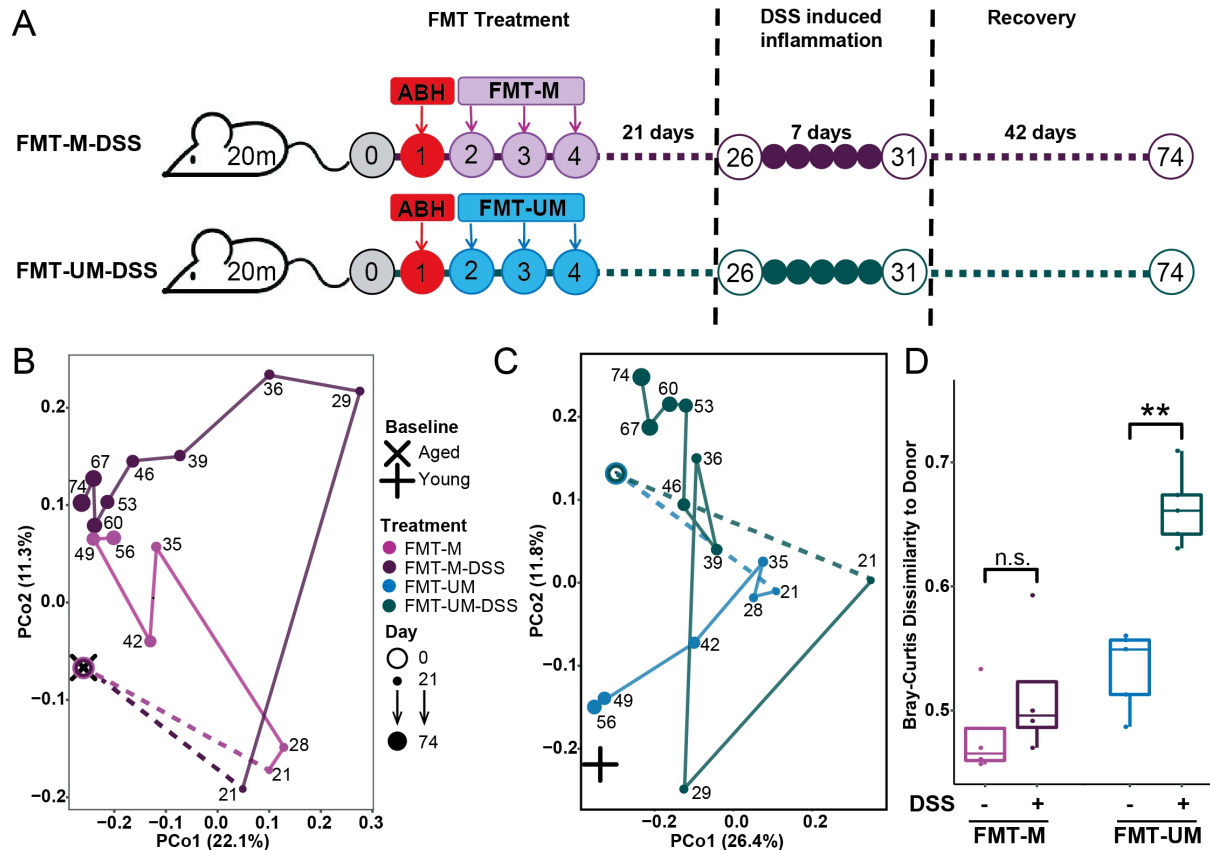 A
FMT Treatment
DSS induced
inflammation
Recovery
FMT-M-DSS
20m
ABH
FMT-M
0
1
2
3
4
21 days
26
7 days
31
42 days
74
FMT-UM-DSS
20m
ABH
FMT-UM
0
1
2
3
4
26
31
74
B
PCo2 (11.3%)
0.2
0.1
0.0
−0.1
−0.2
36
29
46
39
67
74
53
60
49
56
35
42
28
21
21
−0.2
−0.1
0.0
0.1
0.2
0.3
PCo1 (22.1%)
Baseline
Aged
Young
Treatment
FMT-M
FMT-M-DSS
FMT-UM
FMT-UM-DSS
Day
0
21
74
C
PCo2 (11.8%)
0.2
0.1
0.0
−0.1
−0.2
74
60
53
67
36
46
39
21
35
28
21
42
49
56
29
−0.2
0.0
0.2
PCo1 (26.4%)
D
Bray-Curtis Dissimilarity to Donor
0.7
0.6
0.5
n.s.
**
DSS
-
+
-
+
FMT-M
FMT-UM